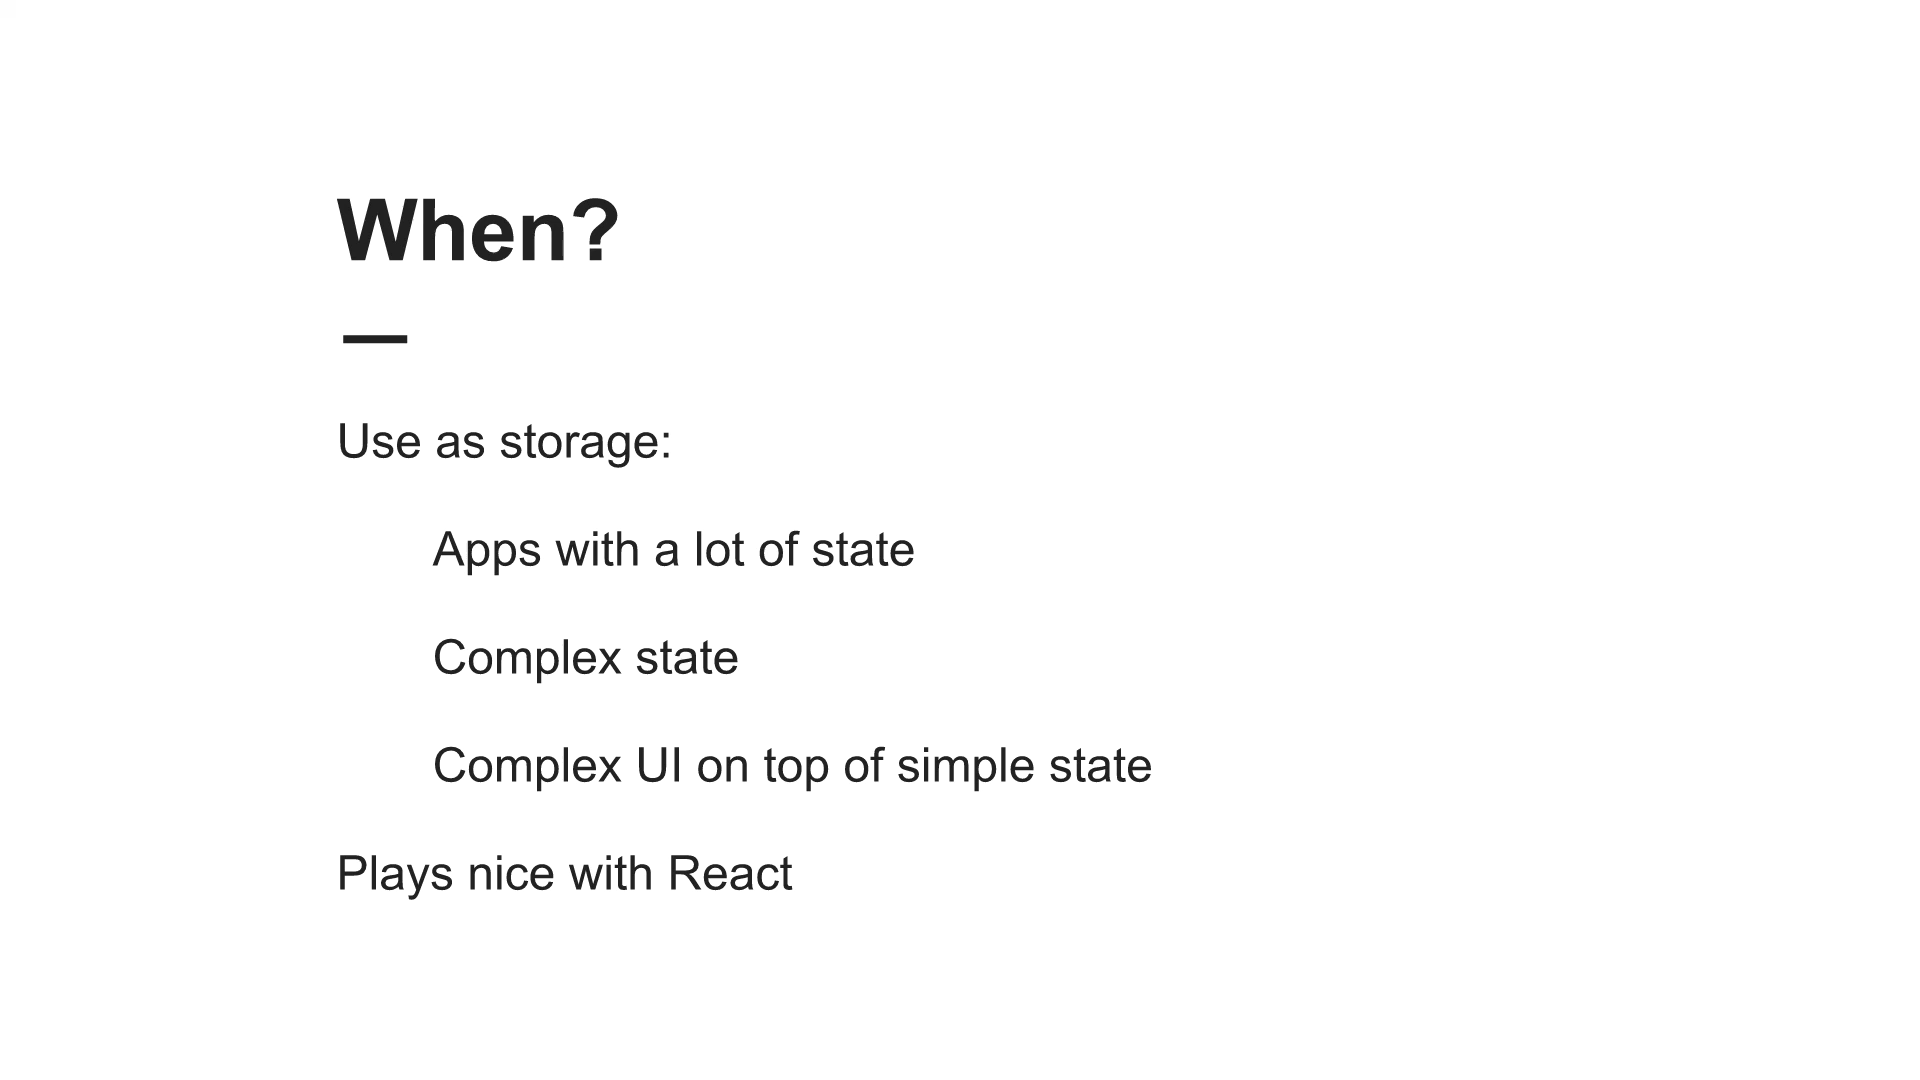 When?
Use as storage:
Apps with a lot of state
Complex state
Complex UI on top of simple state
Plays nice with React